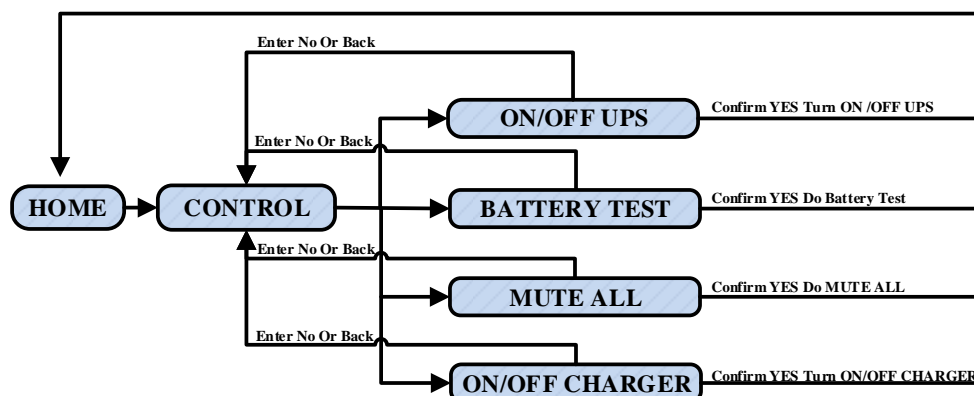 Enter No Or Back
ON/OFF UPS
Confirm YES Turn ON /OFF UPS
Enter No Or Back
HOME
CONTROL
BATTERY TEST
Confirm YES Do Battery Test
Enter No Or Back
MUTE ALL
Confirm YES Do MUTE ALL
Enter No Or Back
ON/OFF CHARGER
Confirm YES Turn ON/OFF CHARGER